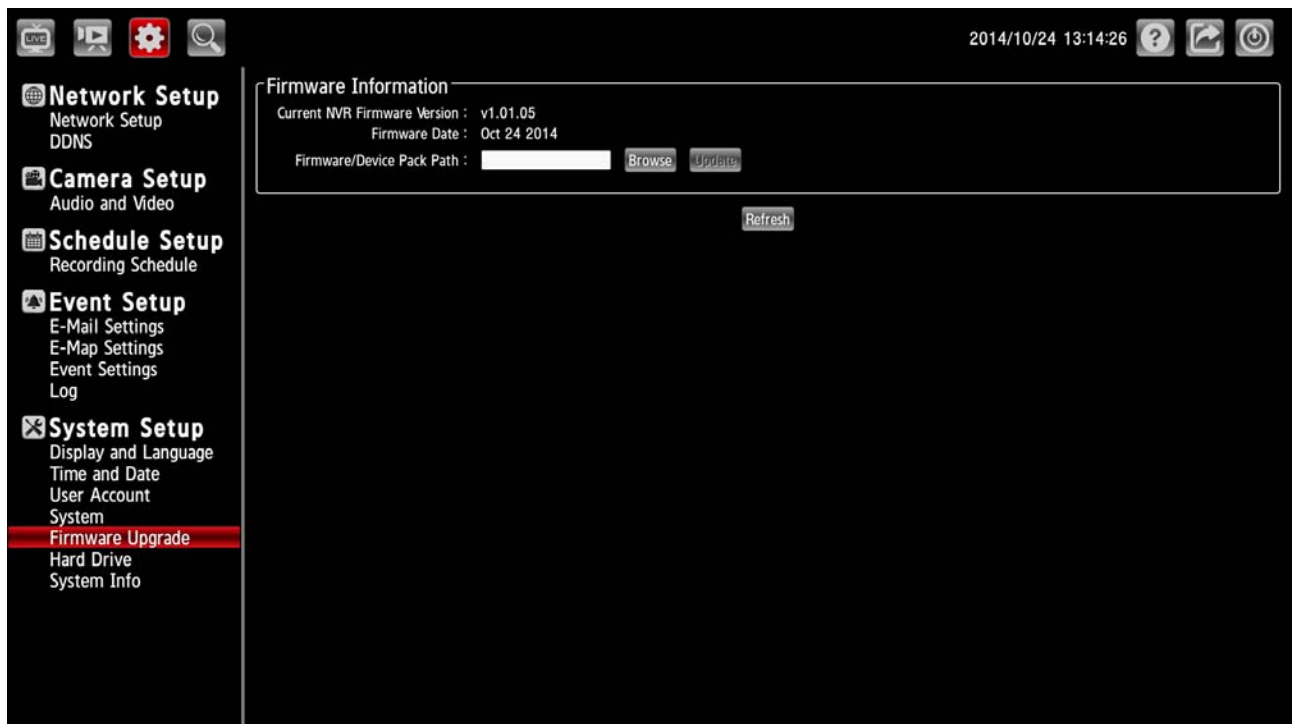 LIVE
2014/10/24 13:14:26 ?
Network Setup
Network Setup
DDNS
Camera Setup
Audio and Video
Schedule Setup
Recording Schedule
Event Setup
E-Mail Settings
E-Map Settings
Event Settings
Log
System Setup
Display and Language
Time and Date
User Account
System
Firmware Upgrade
Hard Drive
System Info
Firmware Information
Current NVR Firmware Version : v1.01.05
Firmware Date : Oct 24 2014
Firmware/Device Pack Path : Browse Update
Refresh